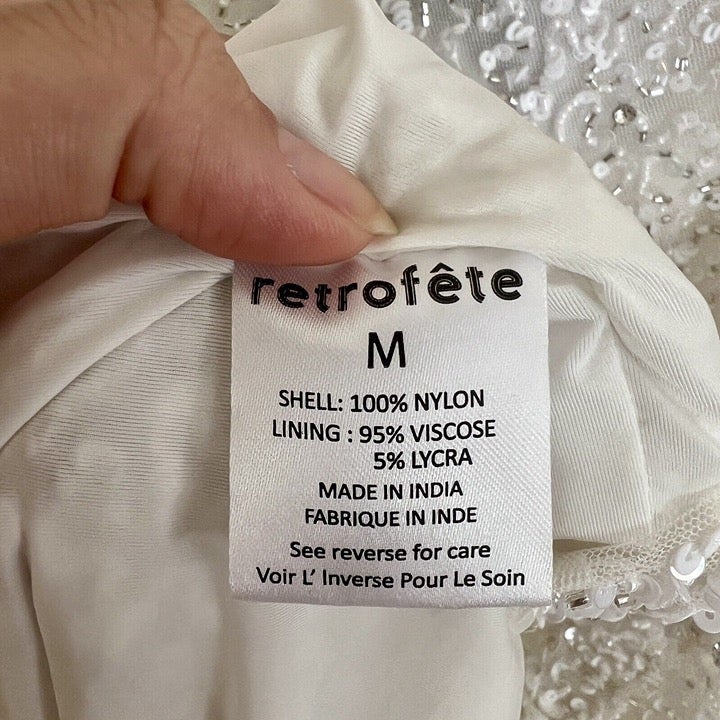 retrofête
M
SHELL: 100% NYLON
LINING : 95% VISCOSE
5% LYCRA
MADE IN INDIA
FABRIQUE IN INDE
See reverse for care
Voir L' Inverse Pour Le Soin